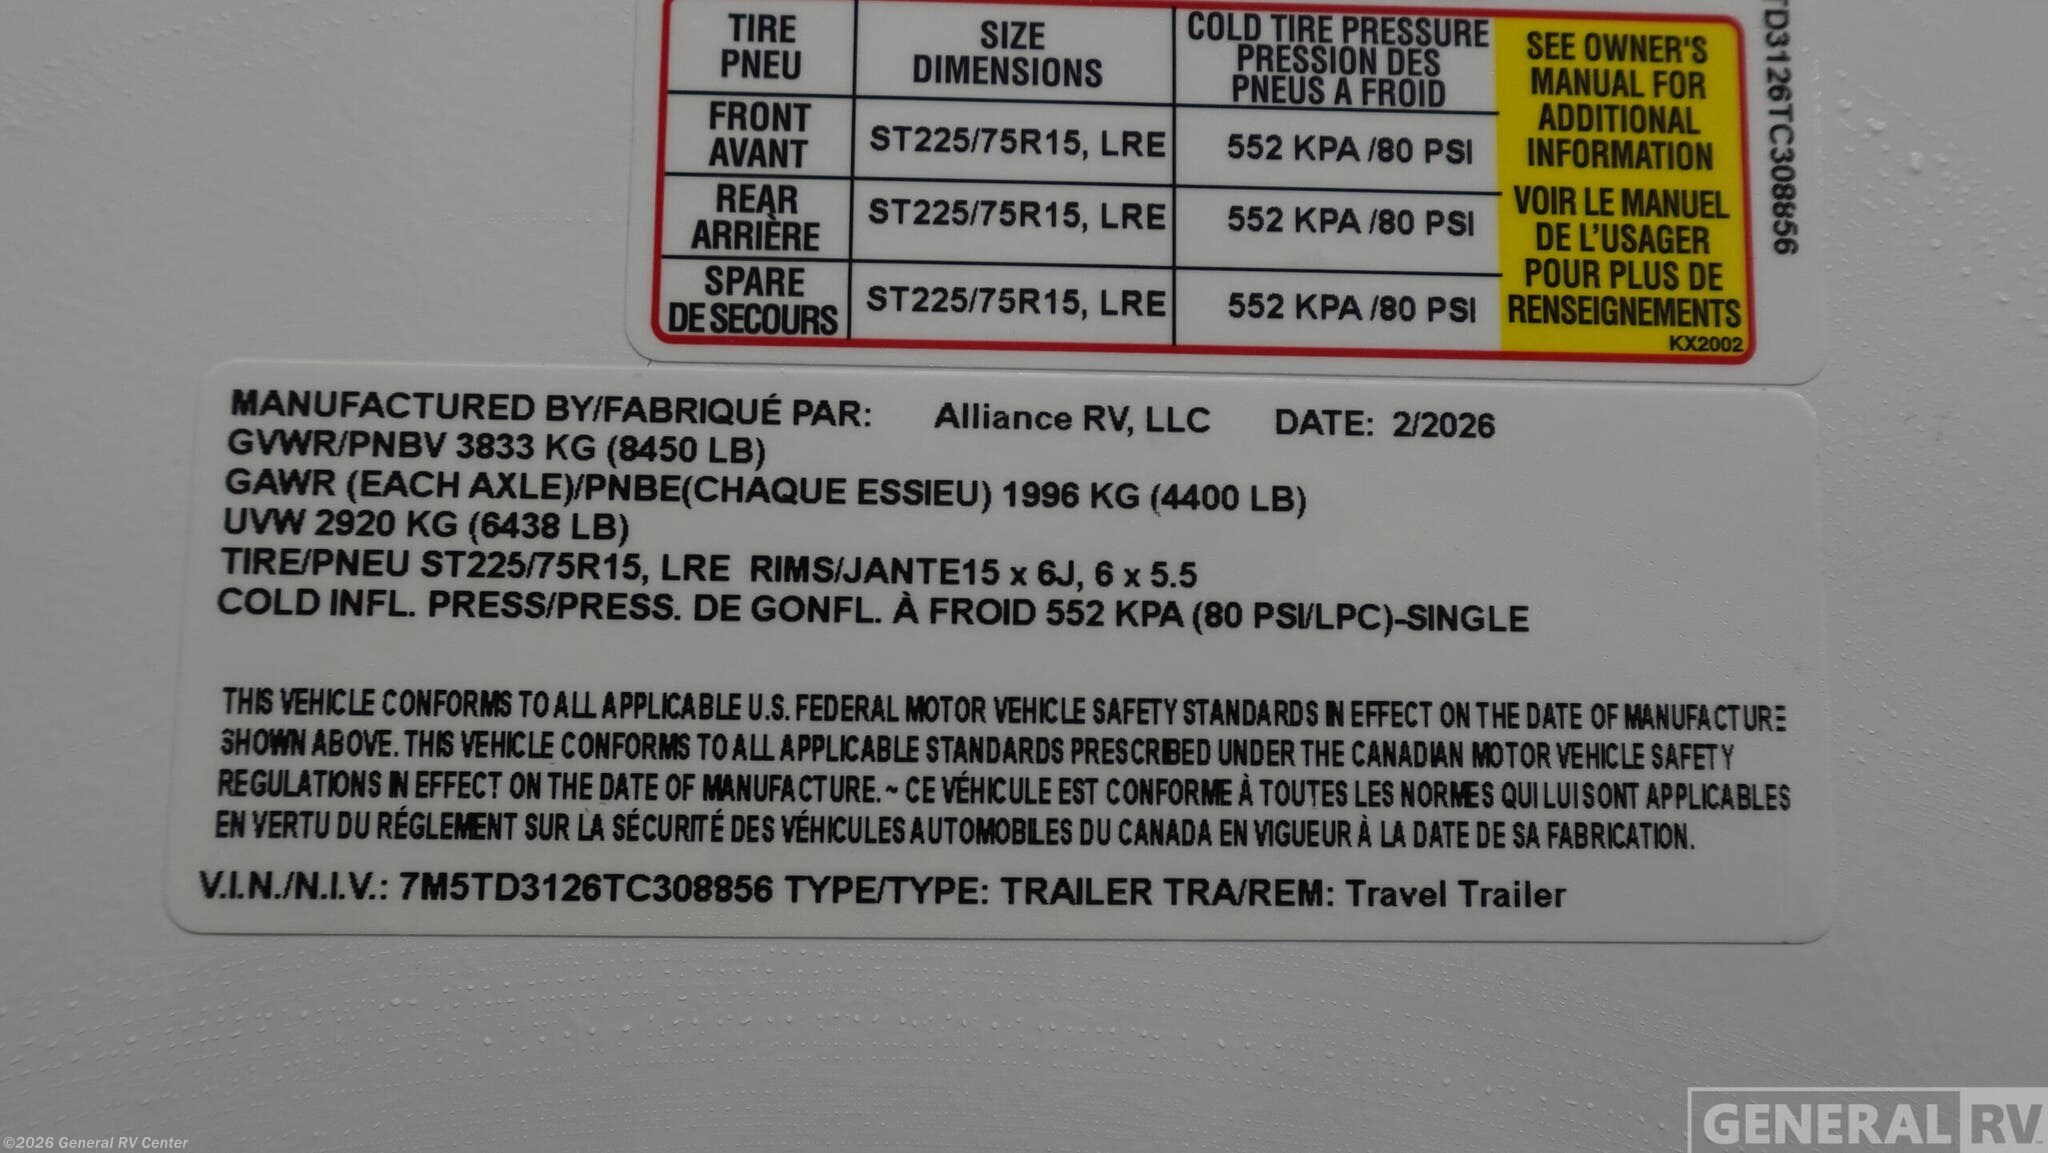 TIRE
PNEU
SIZE
DIMENSIONS
COLD TIRE PRESSURE
PRESSION DES
PNEUS A FROID
FRONT
AVANT
ST225/75R15, LRE
552 KPA /80 PSI
REAR
ARRIÈRE
ST225/75R15, LRE
552 KPA /80 PSI
SPARE
DE SECOURS
ST225/75R15, LRE
552 KPA /80 PSI
SEE OWNER'S
MANUAL FOR
ADDITIONAL
INFORMATION
VOIR LE MANUEL
DE L'USAGER
POUR PLUS DE
RENSEIGNEMENTS
KX2002
TD3126TC308856
MANUFACTURED BY/FABRIQUÉ PAR: Alliance RV, LLC DATE: 2/2026
GVWR/PNBV 3833 KG (8450 LB)
GAWR (EACH AXLE)/PNBE(CHAQUE ESSIEU) 1996 KG (4400 LB)
UVW 2920 KG (6438 LB)
TIRE/PNEU ST225/75R15, LRE RIMS/JANTE15 x 6J, 6 x 5.5
COLD INFL. PRESS/PRESS. DE GONFL. À FROID 552 KPA (80 PSI/LPC)-SINGLE
THIS VEHICLE CONFORMS TO ALL APPLICABLE U.S. FEDERAL MOTOR VEHICLE SAFETY STANDARDS IN EFFECT ON THE DATE OF MANUFACTURE
SHOWN ABOVE. THIS VEHICLE CONFORMS TO ALL APPLICABLE STANDARDS PRESCRIBED UNDER THE CANADIAN MOTOR VEHICLE SAFETY
REGULATIONS IN EFFECT ON THE DATE OF MANUFACTURE. ~ CE VÉHICULE EST CONFORME À TOUTES LES NORMES QUI LUI SONT APPLICABLES
EN VERTU DU RÉGLEMENT SUR LA SÉCURITÉ DES VÉHICULES AUTOMOBILES DU CANADA EN VIGUEUR À LA DATE DE SA FABRICATION.
V.I.N./N.I.V.: 7M5TD3126TC308856 TYPE/TYPE: TRAILER TRA/REM: Travel Trailer
©2026 General RV Center
GENERAL RV